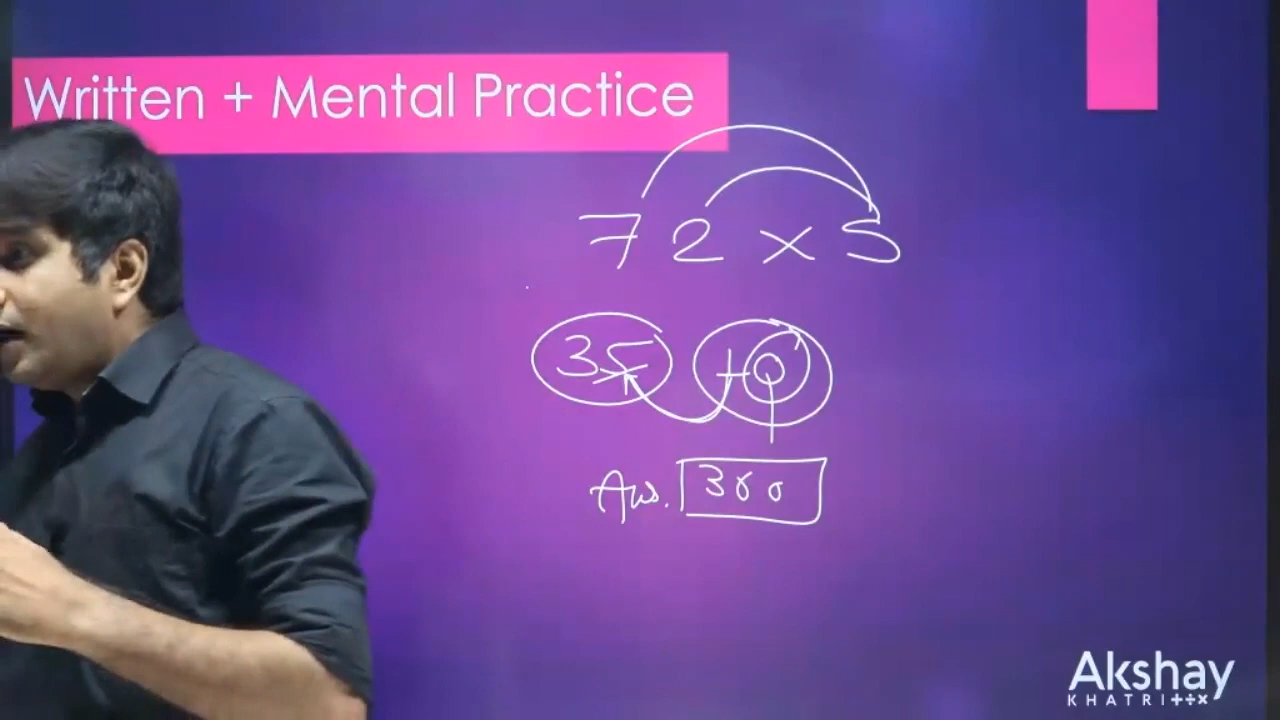 Written + Mental Practice
72 × 5
35 10
Ans. 360
Akshay
KHATRI+÷×